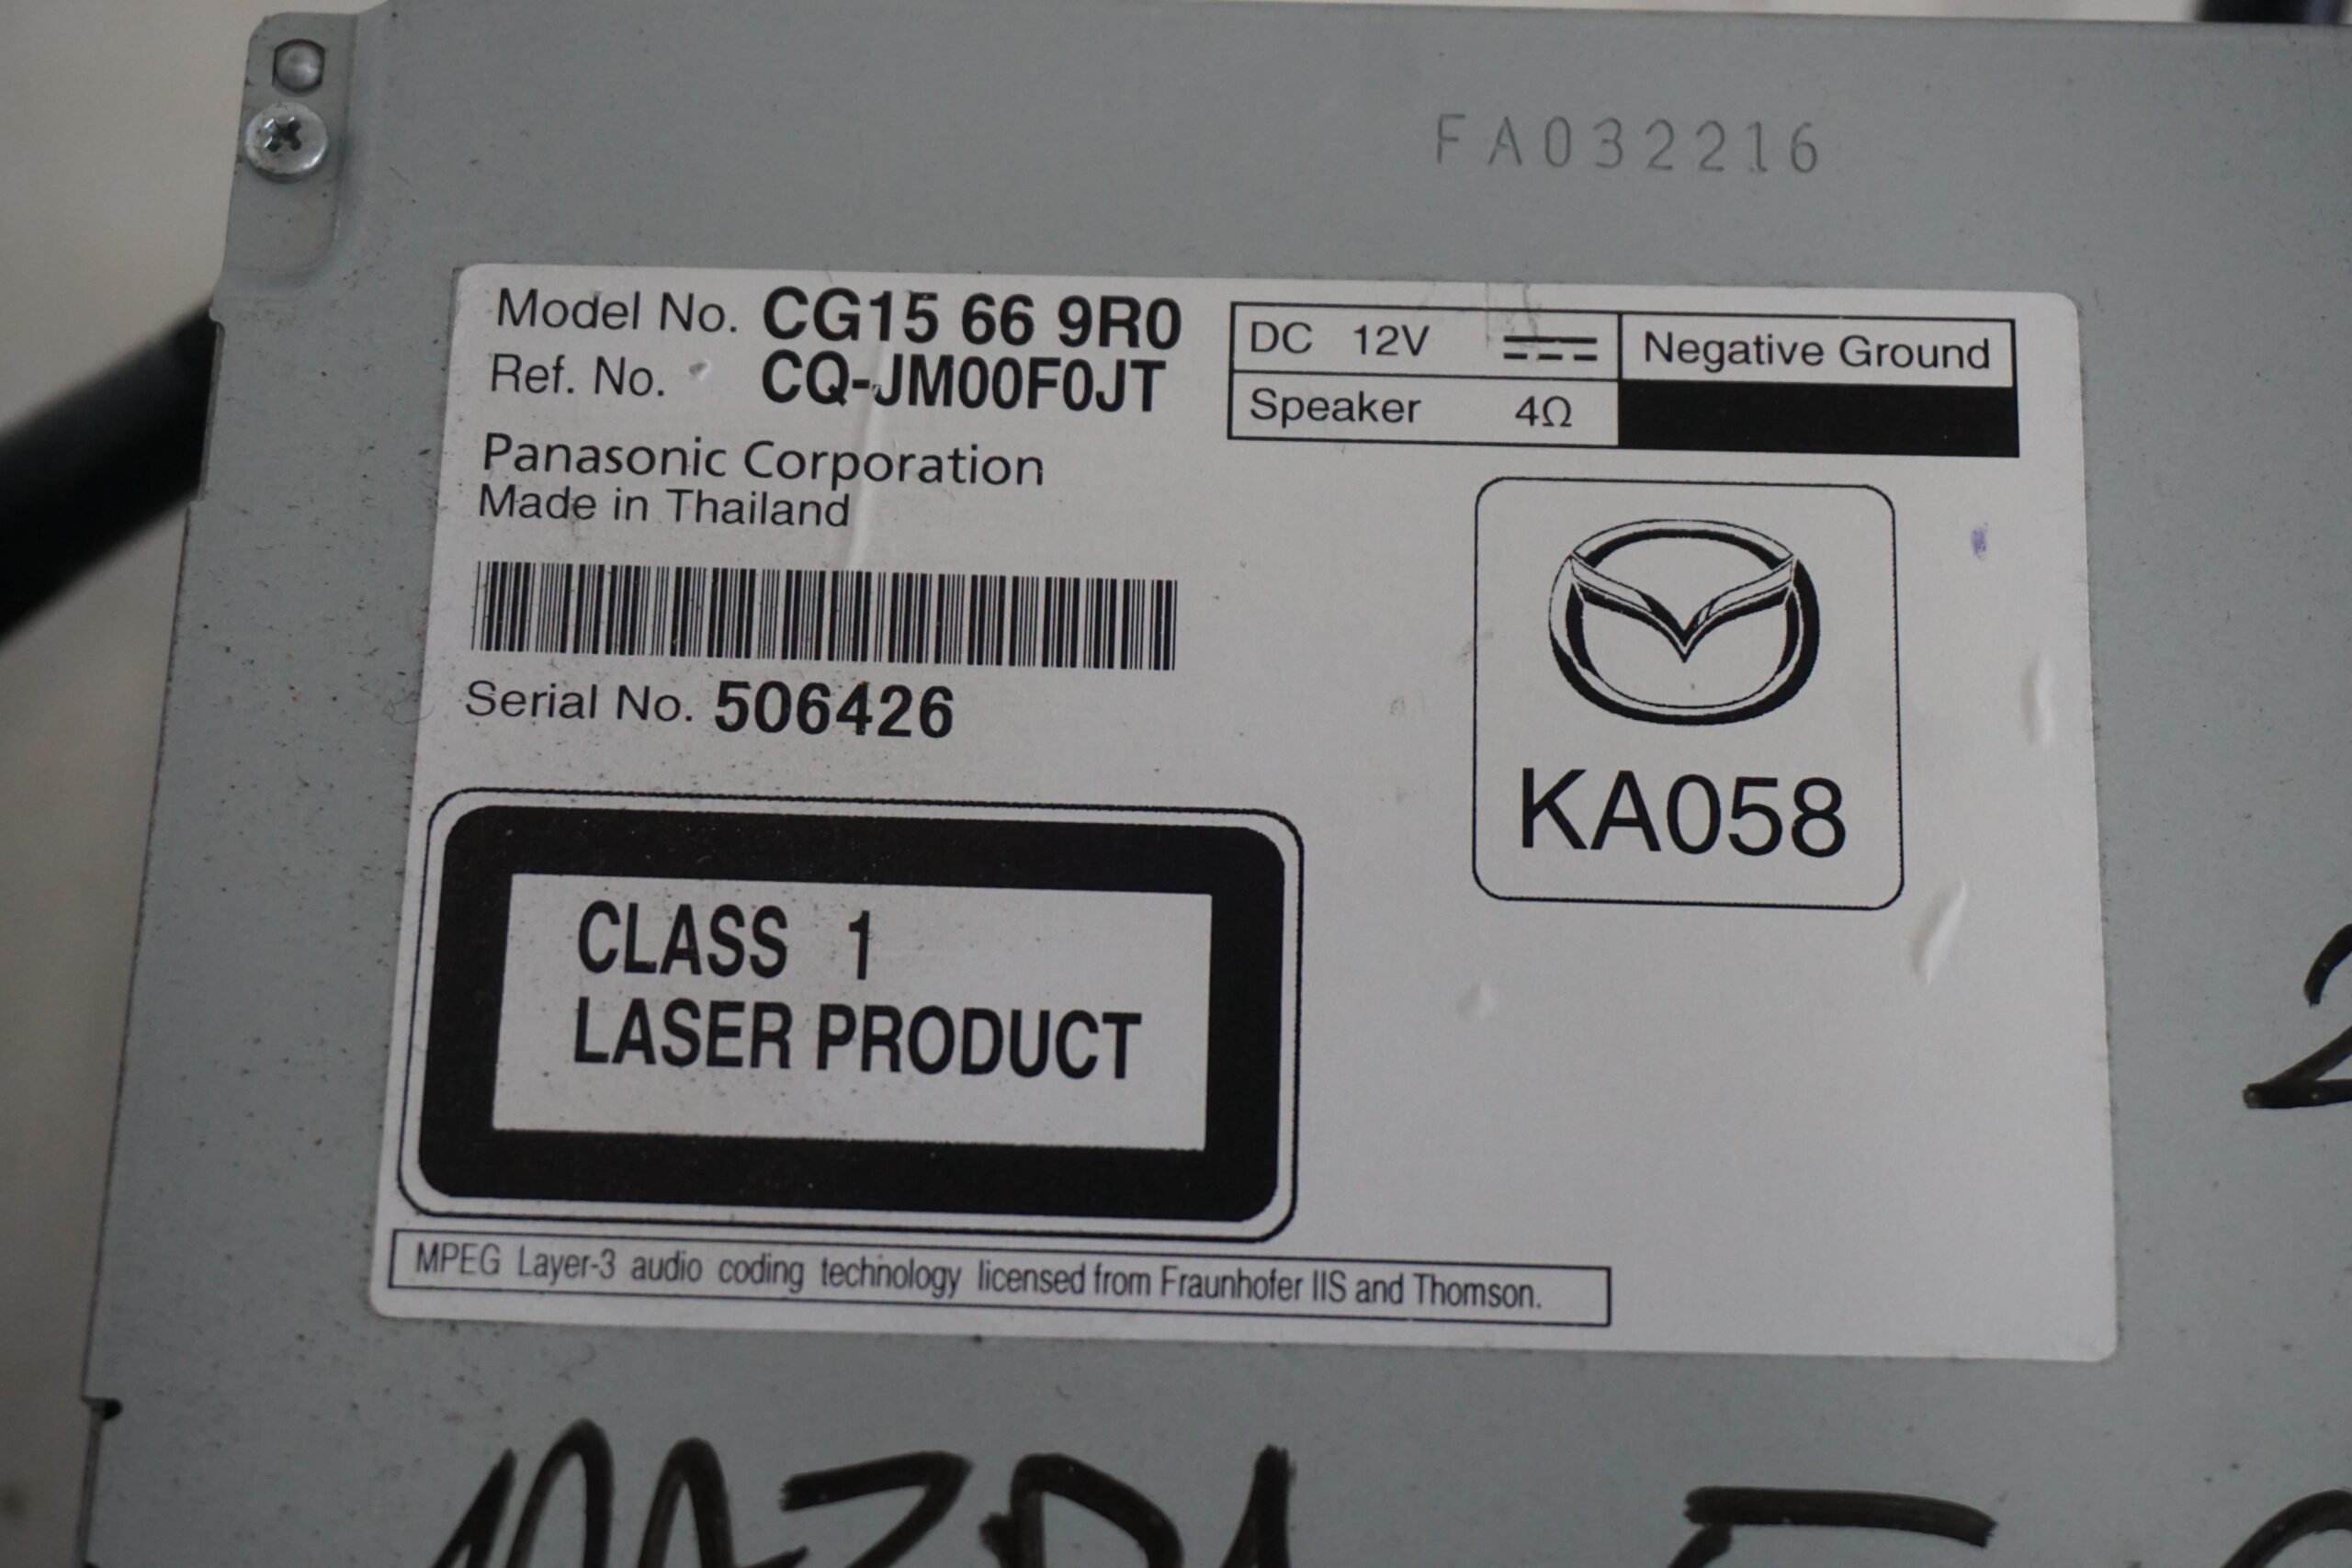 FA032216
Model No. CG15 66 9R0
Ref. No. CQ-JM00F0JT
DC 12V
Negative Ground
Speaker 4Ω
Panasonic Corporation
Made in Thailand
Serial No. 506426
KA058
CLASS 1
LASER PRODUCT
MPEG Layer-3 audio coding technology licensed from Fraunhofer IIS and Thomson.
MAZDA